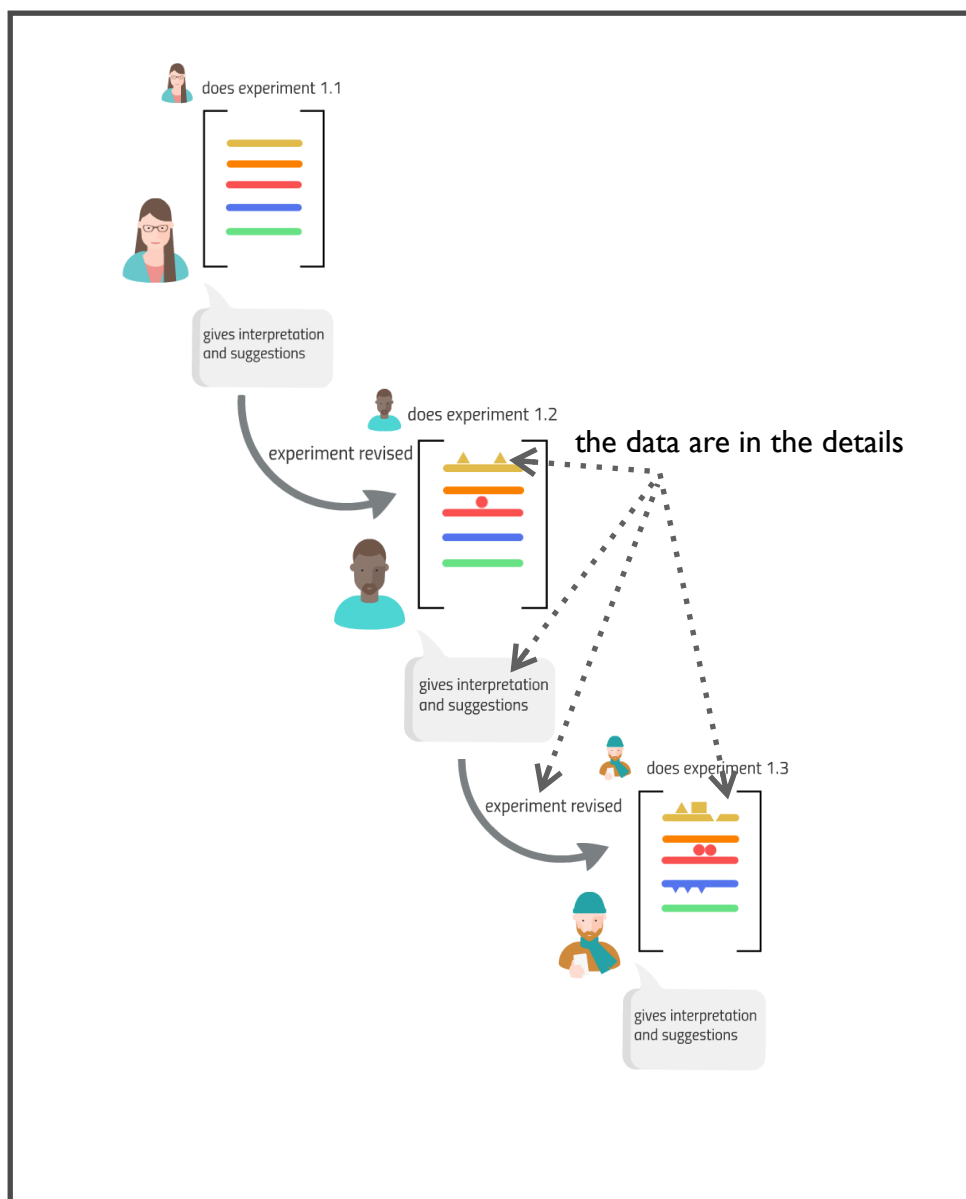 does experiment 1.1
gives interpretation
and suggestions
does experiment 1.2
the data are in the details
experiment revised
gives interpretation
and suggestions
does experiment 1.3
experiment revised
gives interpretation
and suggestions